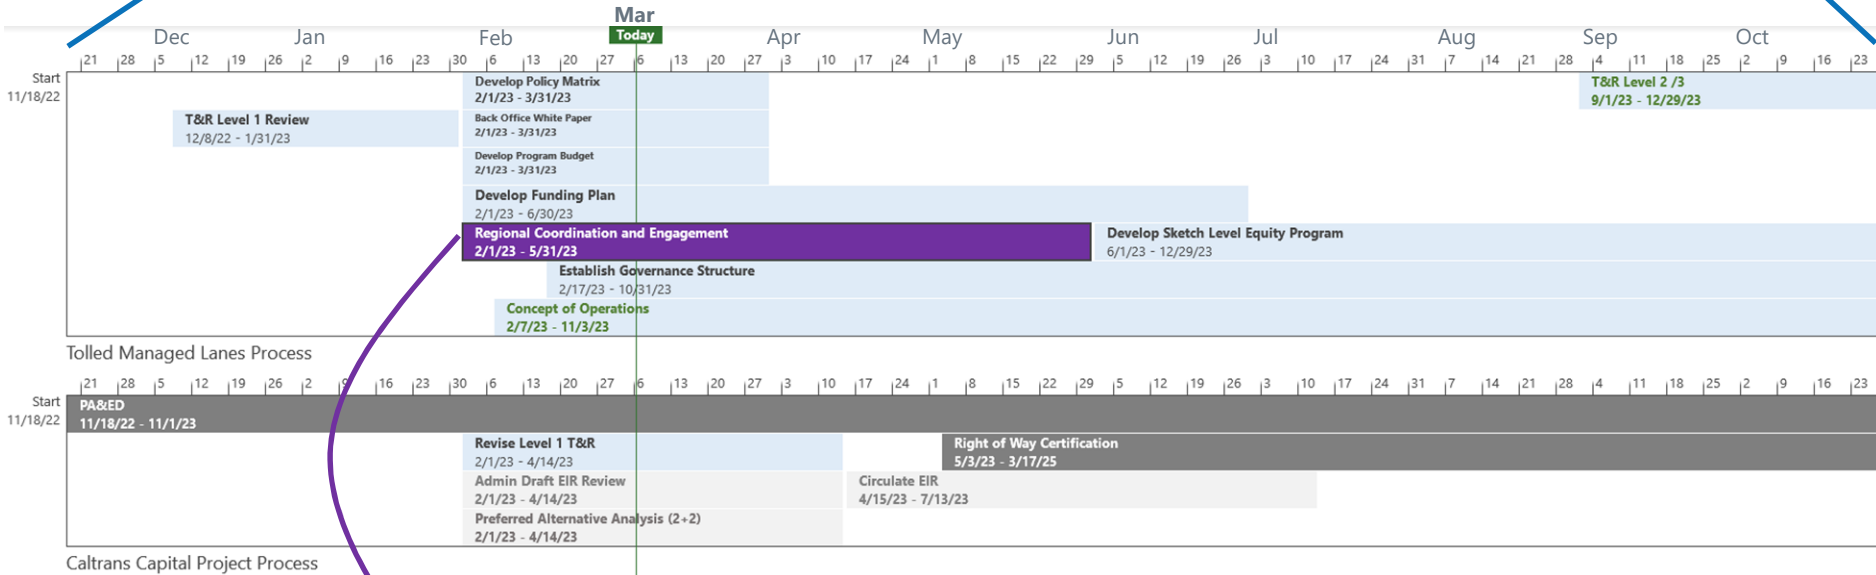 Mar
Today
Dec Jan Feb Apr May Jun Jul Aug Sep Oct
21 28 5 12 19 26 2 9 16 23 30 6 13 20 27 6 13 20 27 3 10 17 24 1 8 15 22 29 5 12 19 26 3 10 17 24 31 7 14 21 28 4 11 18 25 2 9 16 23
Start
11/18/22
Develop Policy Matrix
2/1/23 - 3/31/23
T&R Level 2 /3
9/1/23 - 12/29/23
T&R Level 1 Review
12/8/22 - 1/31/23
Back Office White Paper
2/1/23 - 3/31/23
Develop Program Budget
2/1/23 - 3/31/23
Develop Funding Plan
2/1/23 - 6/30/23
Regional Coordination and Engagement
2/1/23 - 5/31/23
Develop Sketch Level Equity Program
6/1/23 - 12/29/23
Establish Governance Structure
2/17/23 - 10/31/23
Concept of Operations
2/7/23 - 11/3/23
Tolled Managed Lanes Process
21 28 5 12 19 26 2 9 16 23 30 6 13 20 27 6 13 20 27 3 10 17 24 1 8 15 22 29 5 12 19 26 3 10 17 24 31 7 14 21 28 4 11 18 25 2 9 16 23
Start
11/18/22
PA&ED
11/18/22 - 11/1/23
Revise Level 1 T&R
2/1/23 - 4/14/23
Right of Way Certification
5/3/23 - 3/17/25
Admin Draft EIR Review
2/1/23 - 4/14/23
Circulate EIR
4/15/23 - 7/13/23
Preferred Alternative Analysis (2+2)
2/1/23 - 4/14/23
Caltrans Capital Project Process